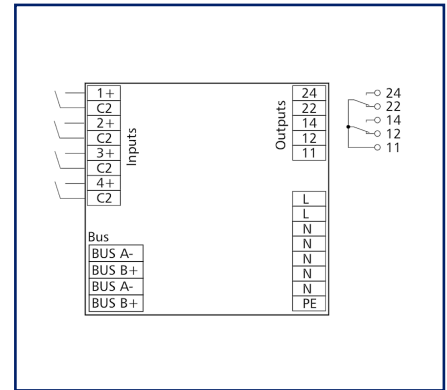 1+
C2
2+
C2
3+
C2
4+
C2
Inputs
Bus
BUS A-
BUS B+
BUS A-
BUS B+
Outputs
24
22
14
12
11
L
L
N
N
N
N
N
PE
24
22
14
12
11